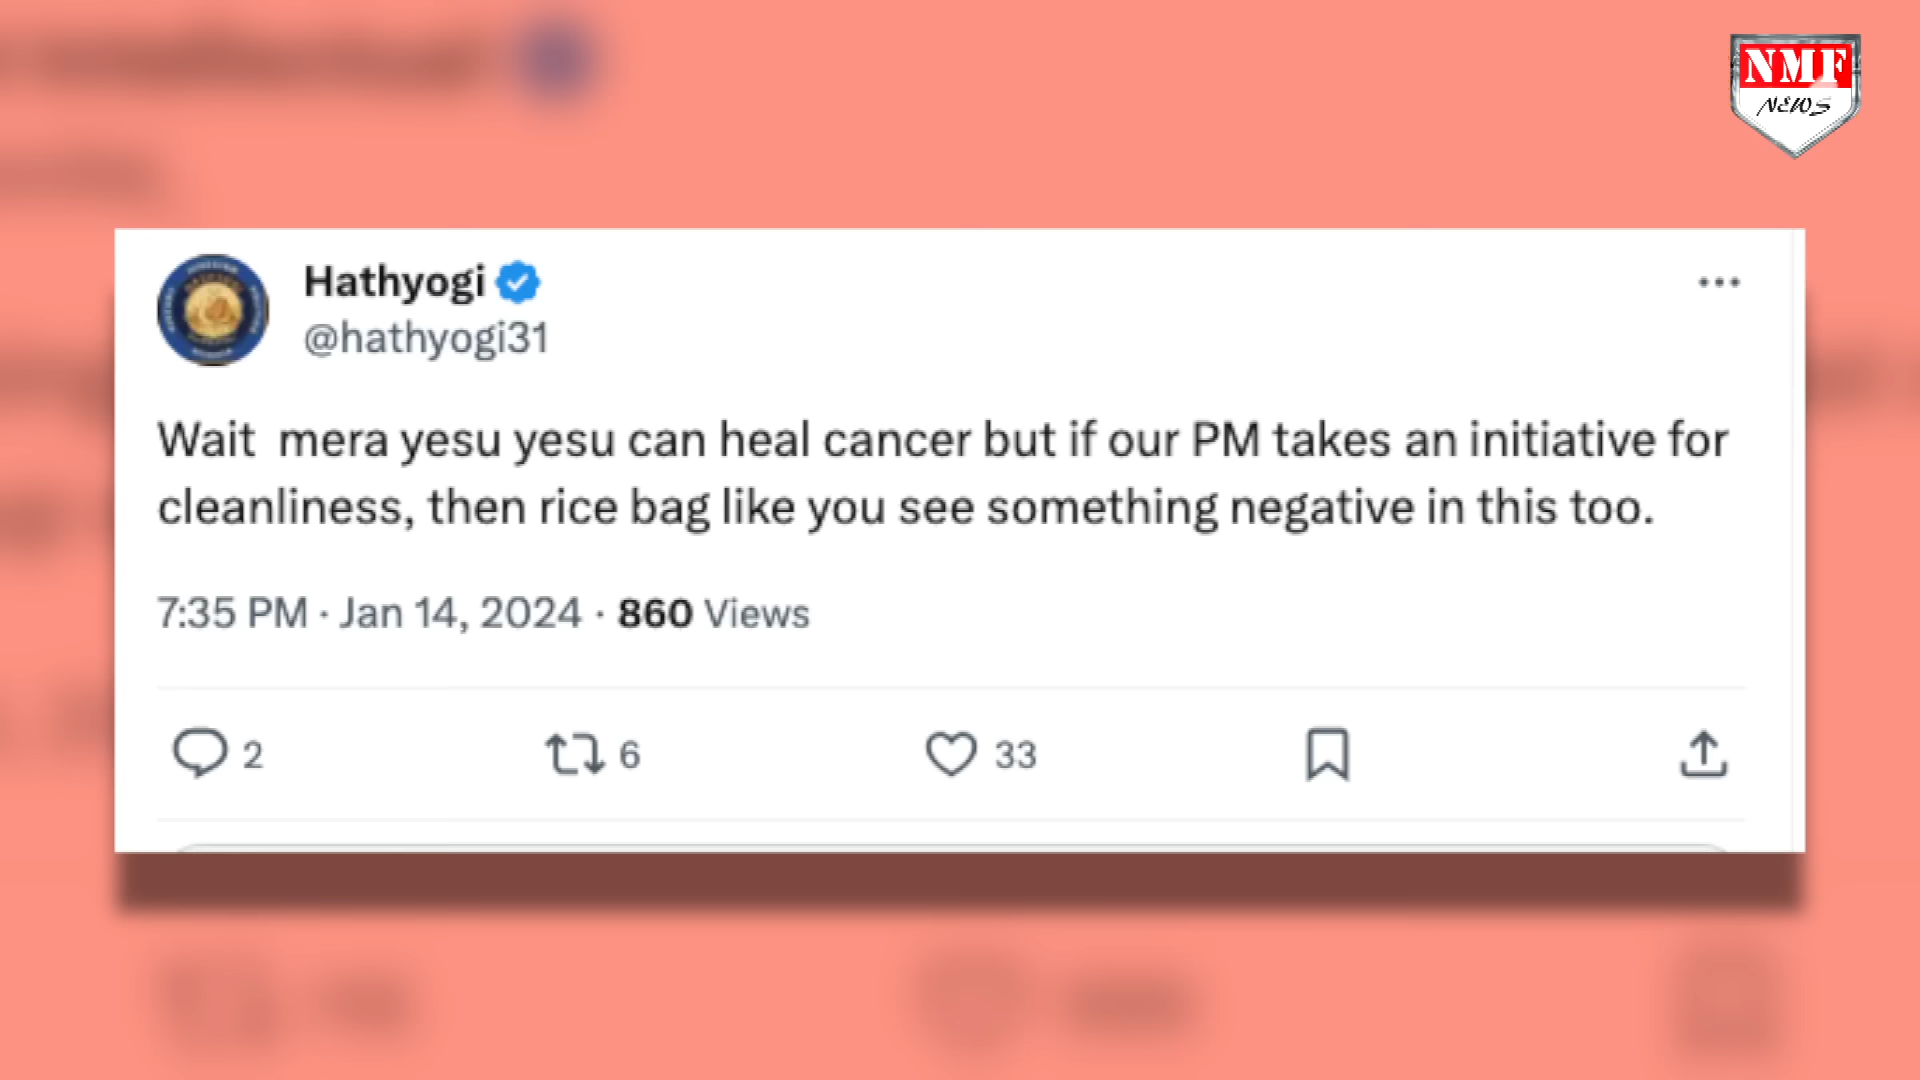 NMF
NEWS
Hathyogi
@hathyogi31
Wait mera yesu yesu can heal cancer but if our PM takes an initiative for
cleanliness, then rice bag like you see something negative in this too.
7:35 PM · Jan 14, 2024 · 860 Views
2 6 33